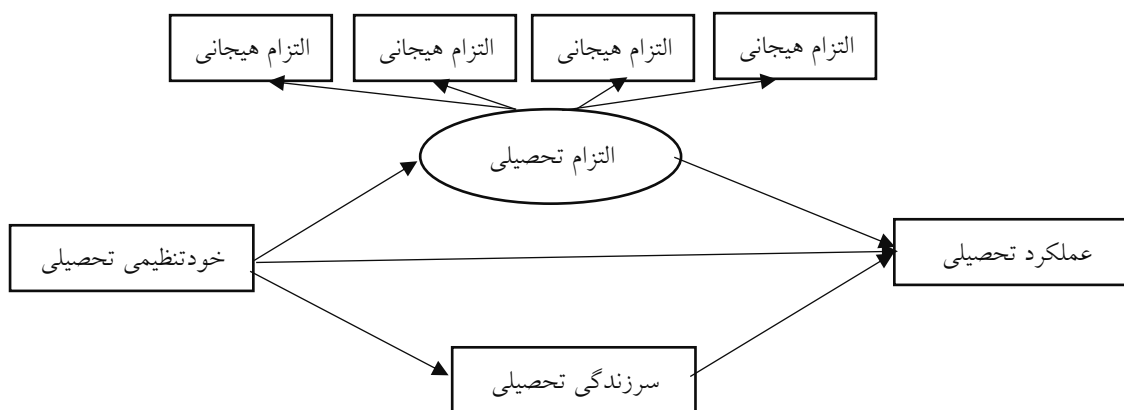 التزام هیجانی
التزام هیجانی
التزام هیجانی
التزام هیجانی
التزام تحصیلی
عملکرد تحصیلی
خودتنظیمی تحصیلی
سرزندگی تحصیلی